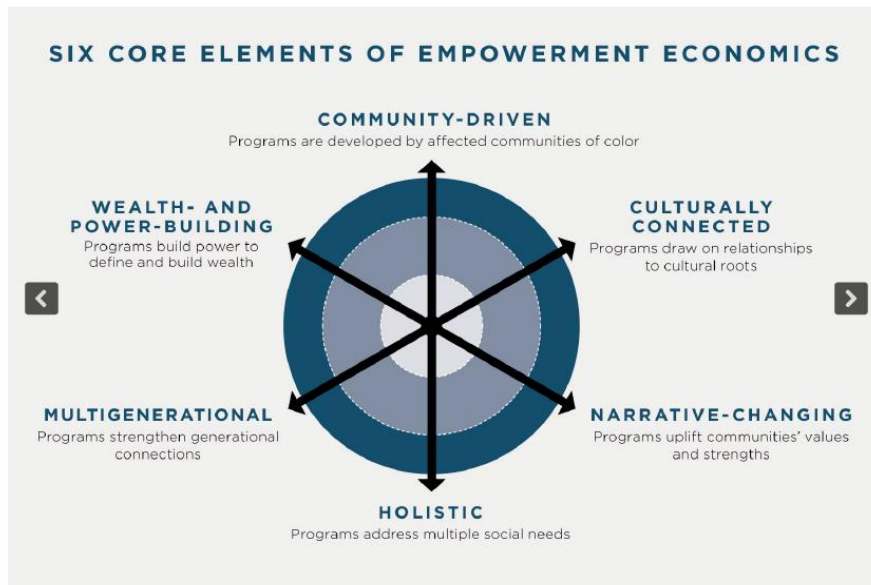 SIX CORE ELEMENTS OF EMPOWERMENT ECONOMICS
COMMUNITY-DRIVEN
Programs are developed by affected communities of color
WEALTH- AND
POWER-BUILDING
Programs build power to
define and build wealth
CULTURALLY
CONNECTED
Programs draw on relationships
to cultural roots
MULTIGENERATIONAL
Programs strengthen generational
connections
NARRATIVE-CHANGING
Programs uplift communities' values
and strengths
HOLISTIC
Programs address multiple social needs